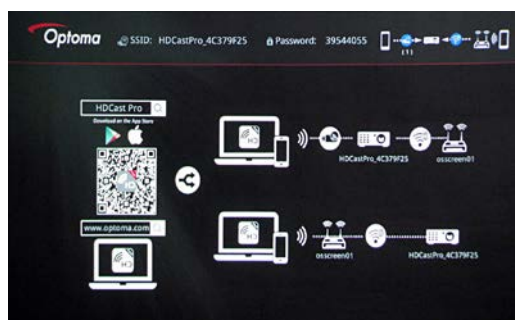 Optoma SSID: HDCastPro_4C379F25 Password: 39544055
(1)
HDCast Pro
Download on the App Store
www.optoma.com
HDCastPro_4C379F25 osscreen01
osscreen01 HDCastPro_4C379F25